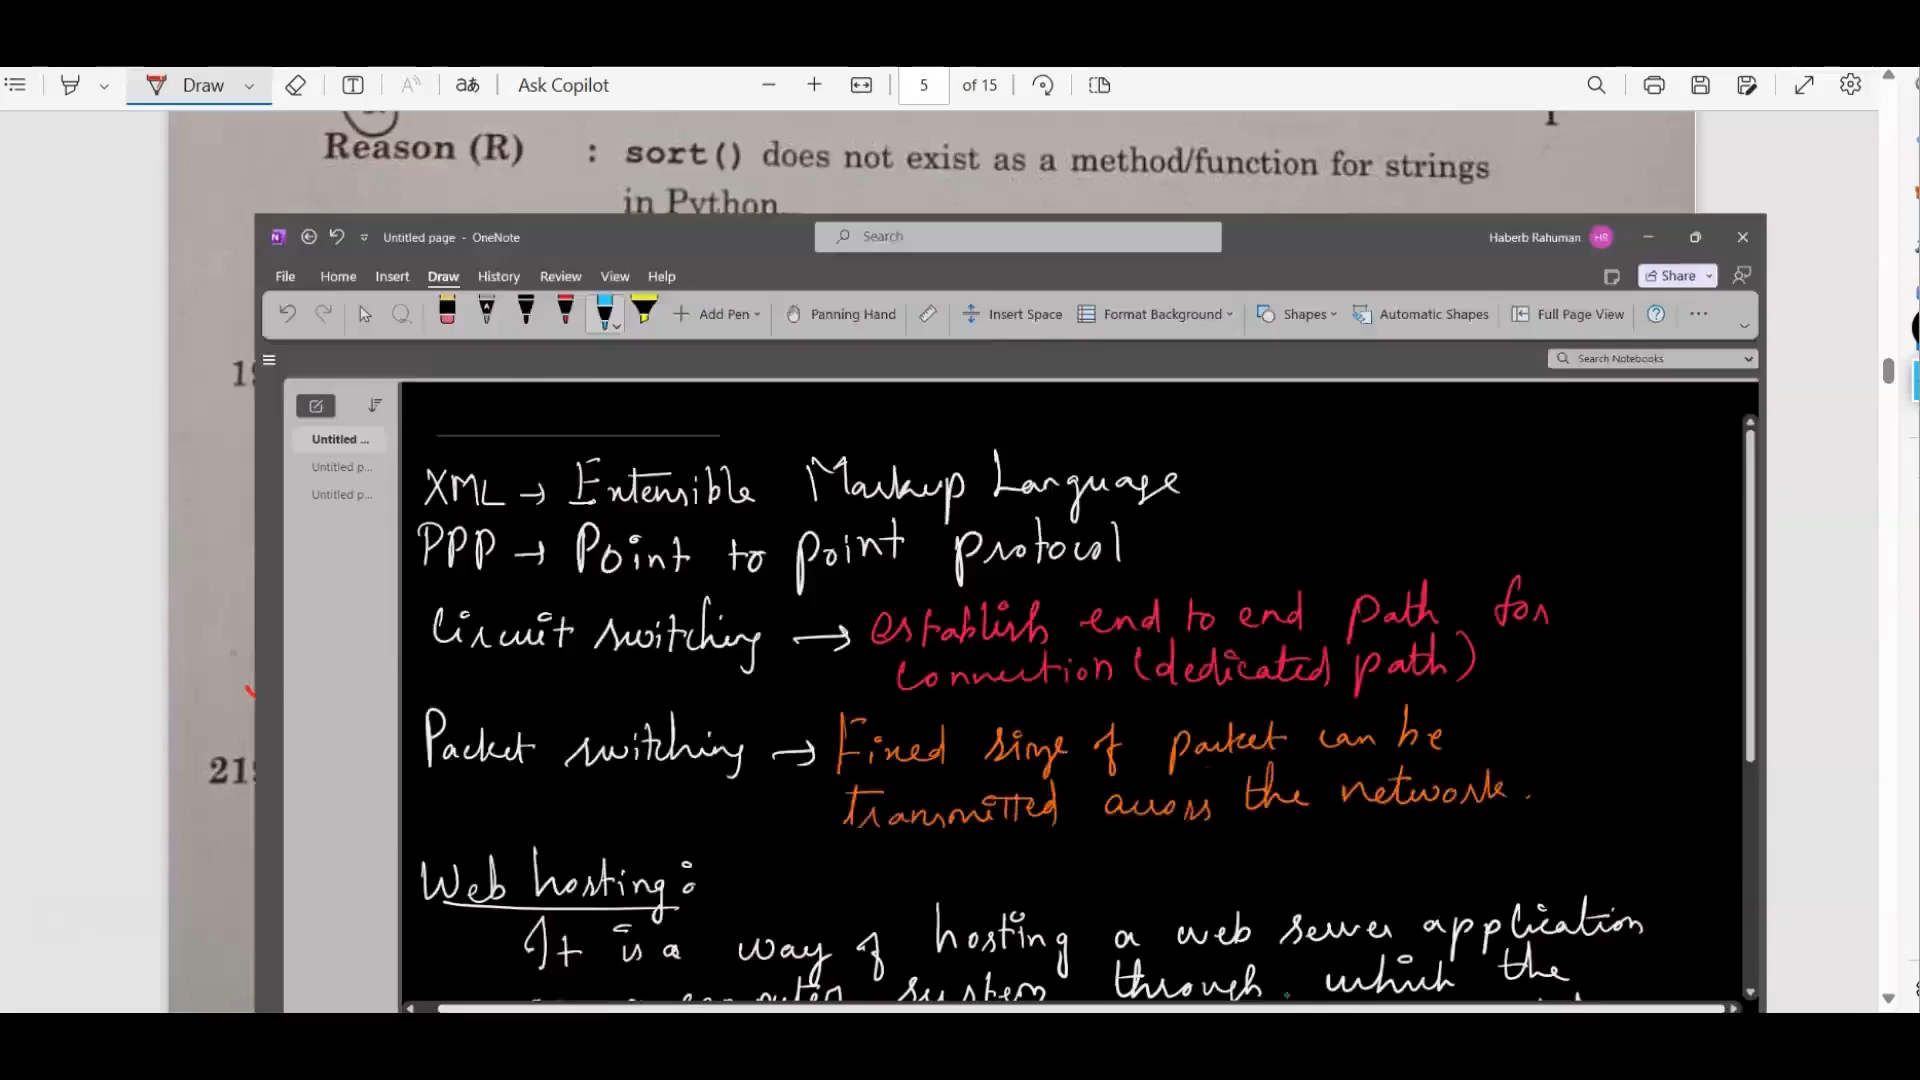 Draw
Ask Copilot
5 of 15
1
Reason (R) : sort() does not exist as a method/function for strings
in Python.
Untitled page - OneNote
Search
Haberb Rahuman HR
File Home Insert Draw History Review View Help
Share
Add Pen
Panning Hand
Insert Space
Format Background
Shapes
Automatic Shapes
Full Page View
Search Notebooks
Untitled ...
Untitled p...
Untitled p...
21
XML → Extensible Markup Language
PPP → Point to point protocol
Circuit switching → establish end to end path for
connection (dedicated path)
Packet switching → Fixed size of packet can be
transmitted across the network.
Web hosting:
It is a way of hosting a web server application
computer system through which the